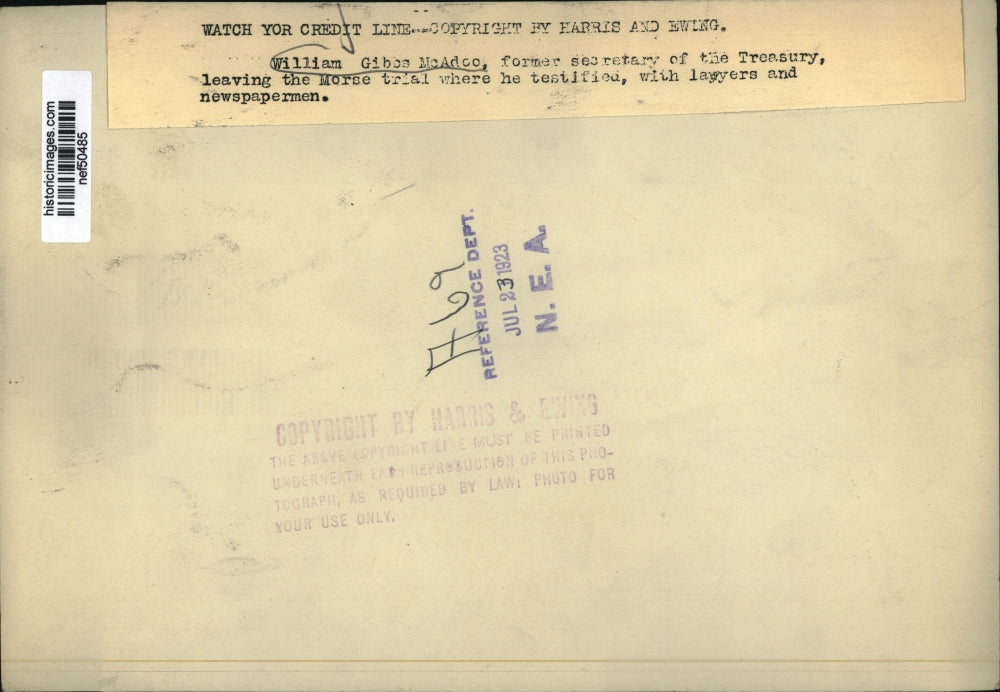 WATCH YOR CREDIT LINE--COPYRIGHT BY HARRIS AND EWING.
William Gibbs McAdoo, former secretary of the Treasury,
leaving the Morse trial where he testified, with lawyers and
newspapermen.
historicimages.com
nef50485
REFERENCE DEPT.
JUL 23 1923
N. E. A.
COPYRIGHT BY HARRIS & EWING
THE ABOVE COPYRIGHT LINE MUST BE PRINTED
UNDERNEATH EACH REPRODUCTION OF THIS PHO-
TOGRAPH, AS REQUIRED BY LAW: PHOTO FOR
YOUR USE ONLY.